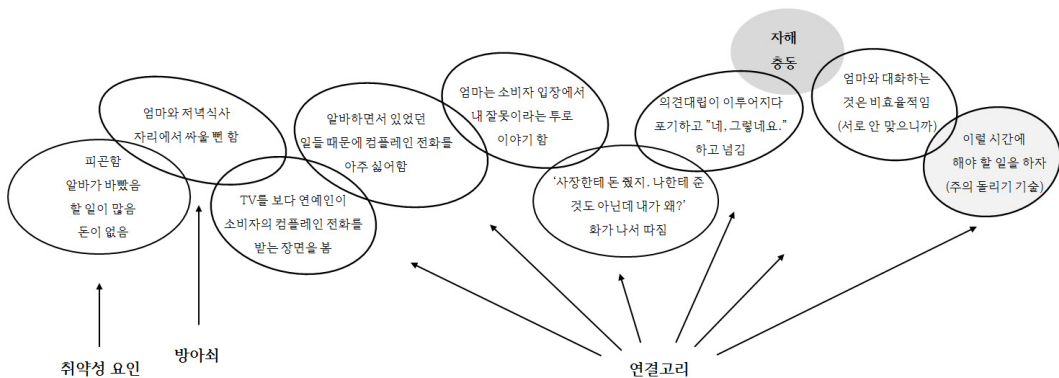 피곤함
알바가 바빴음
할 일이 많음
돈이 없음
엄마와 저녁식사
자리에서 싸울 뻔 함
TV를 보다 연예인이
소비자의 컴플레인 전화를
받는 장면을 봄
알바하면서 있었던
일들 때문에 컴플레인 전화를
아주 싫어함
엄마는 소비자 입장에서
내 잘못이라는 투로
이야기 함
‘사장한테 돈 줬지. 나한테 준
것도 아닌데 내가 왜?’
화가 나서 따짐
의견대립이 이루어지다
포기하고 "네, 그렇네요."
하고 넘김
자해
충동
엄마와 대화하는
것은 비효율적임
(서로 안 맞으니까)
이럴 시간에
해야 할 일을 하자
(주의 돌리기 기술)
취약성 요인
방아쇠
연결고리